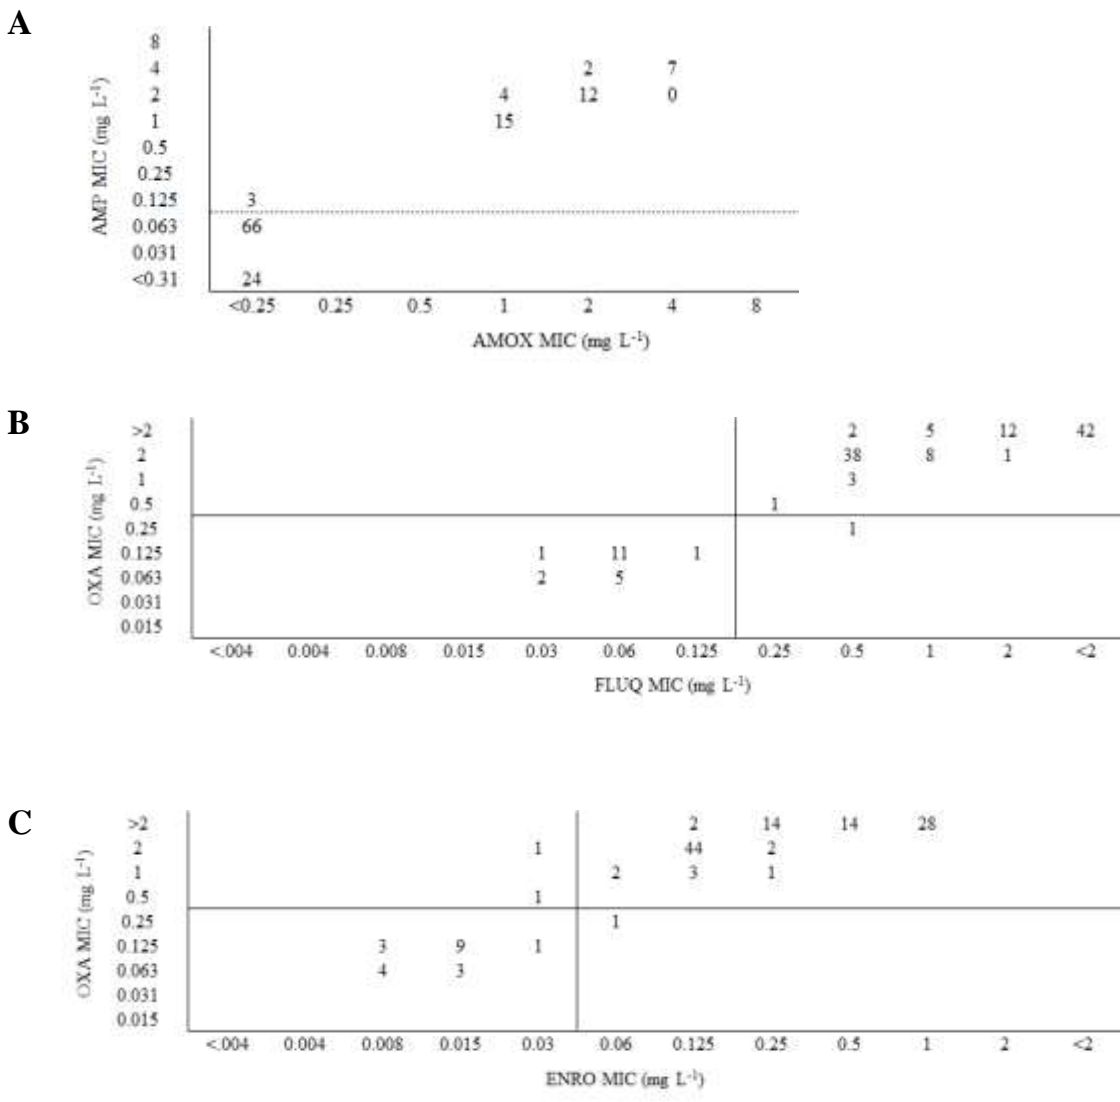 A
8
4 2 7
2 4 12 0
1 15
0.5
0.25
0.125 3
0.063 66
0.031
<0.31 24
AMP MIC (mg L-1)
<0.25 0.25 0.5 1 2 4 8
AMOX MIC (mg L-1)
B
>2 2 5 12 42
2 38 8 1
1 3
0.5 1
0.25 1
0.125 1 11 1
0.063 2 5
0.031
0.015
OXA MIC (mg L-1)
<.004 0.004 0.008 0.015 0.03 0.06 0.125 0.25 0.5 1 2 <2
FLUQ MIC (mg L-1)
C
>2 2 14 14 28
2 1 44 2
1 2 3 1
0.5 1
0.25 1
0.125 3 9 1
0.063 4 3
0.031
0.015
OXA MIC (mg L-1)
<.004 0.004 0.008 0.015 0.03 0.06 0.125 0.25 0.5 1 2 <2
ENRO MIC (mg L-1)